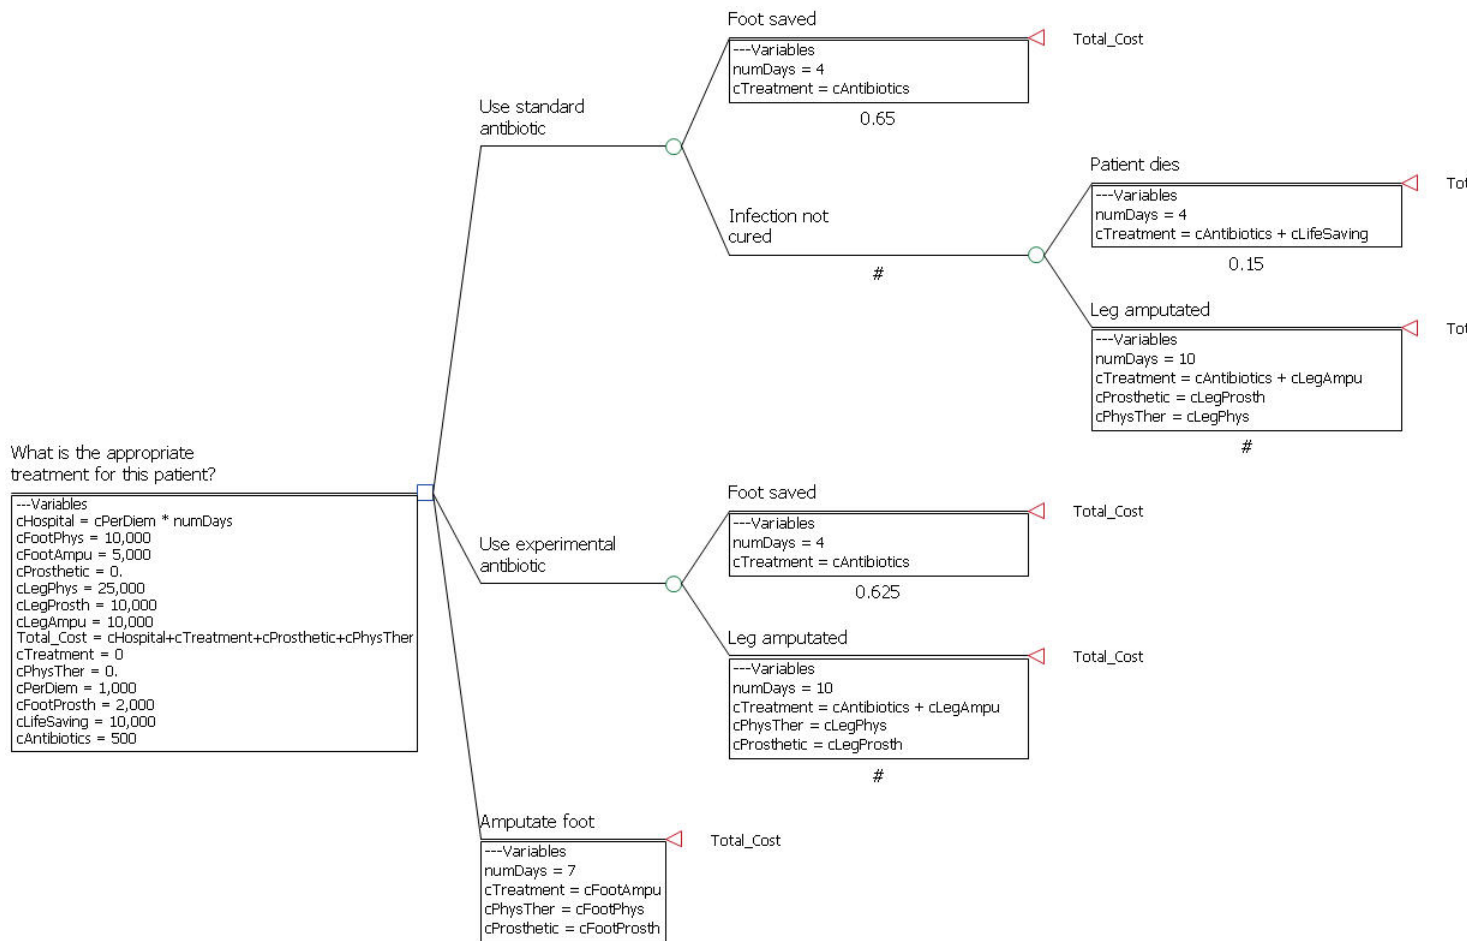 Foot saved
Total_Cost
---Variables
numDays = 4
cTreatment = cAntibiotics
0.65
Use standard
antibiotic
Patient dies
Tot
---Variables
numDays = 4
cTreatment = cAntibiotics + cLifeSaving
0.15
Infection not
cured
#
Leg amputated
Tot
---Variables
numDays = 10
cTreatment = cAntibiotics + cLegAmpu
cProsthetic = cLegProsth
cPhysTher = cLegPhys
#
What is the appropriate
treatment for this patient?
---Variables
cHospital = cPerDiem * numDays
cFootPhys = 10,000
cFootAmpu = 5,000
cProsthetic = 0.
cLegPhys = 25,000
cLegProsth = 10,000
cLegAmpu = 10,000
Total_Cost = cHospital+cTreatment+cProsthetic+cPhysTher
cTreatment = 0
cPhysTher = 0.
cPerDiem = 1,000
cFootProsth = 2,000
cLifeSaving = 10,000
cAntibiotics = 500
Foot saved
Total_Cost
---Variables
numDays = 4
cTreatment = cAntibiotics
0.625
Use experimental
antibiotic
Leg amputated
Total_Cost
---Variables
numDays = 10
cTreatment = cAntibiotics + cLegAmpu
cPhysTher = cLegPhys
cProsthetic = cLegProsth
#
Amputate foot
Total_Cost
---Variables
numDays = 7
cTreatment = cFootAmpu
cPhysTher = cFootPhys
cProsthetic = cFootProsth